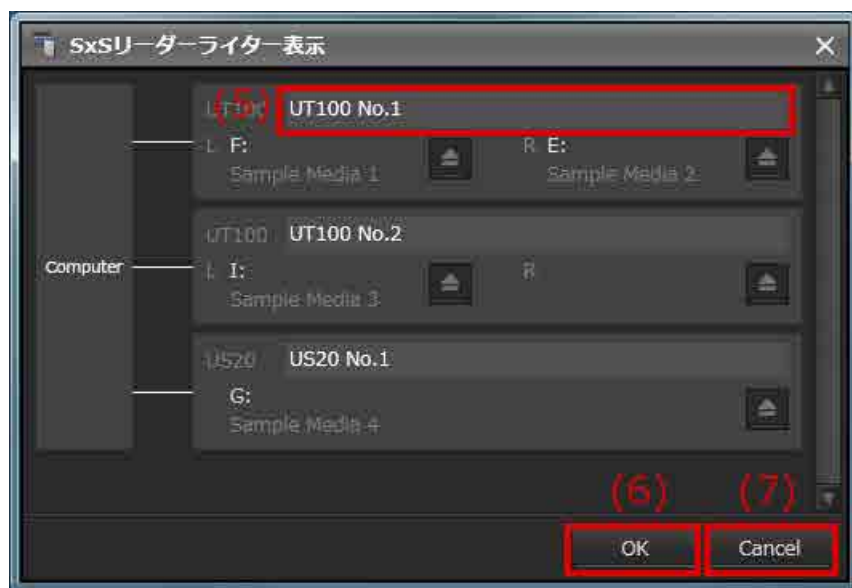 SxSリーダーライター表示
UT100 (5) UT100 No.1
L F: R E:
Sample Media 1 Sample Media 2
UT100 UT100 No.2
Computer L I: R
Sample Media 3
US20 US20 No.1
G:
Sample Media 4
(6) (7)
OK Cancel